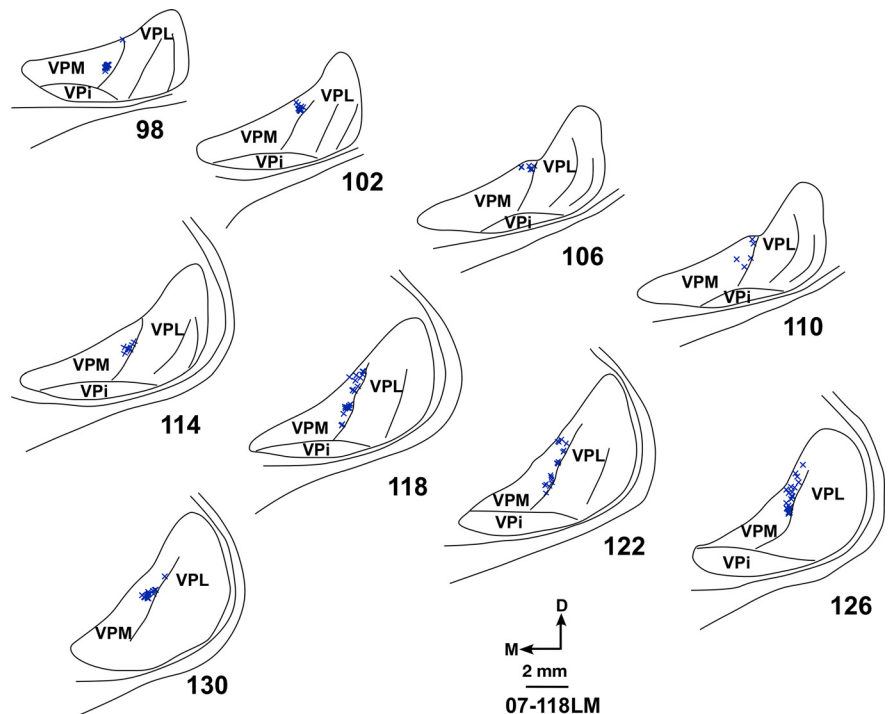 VPL
VPM
VPi
98
VPL
VPM
VPi
102
VPL
VPM
VPi
106
VPL
VPM
VPi
110
VPL
VPM
VPi
114
VPL
VPM
VPi
118
VPL
VPM
VPi
122
VPL
VPM
VPi
126
VPL
VPM
130
D
M
2 mm
07-118LM